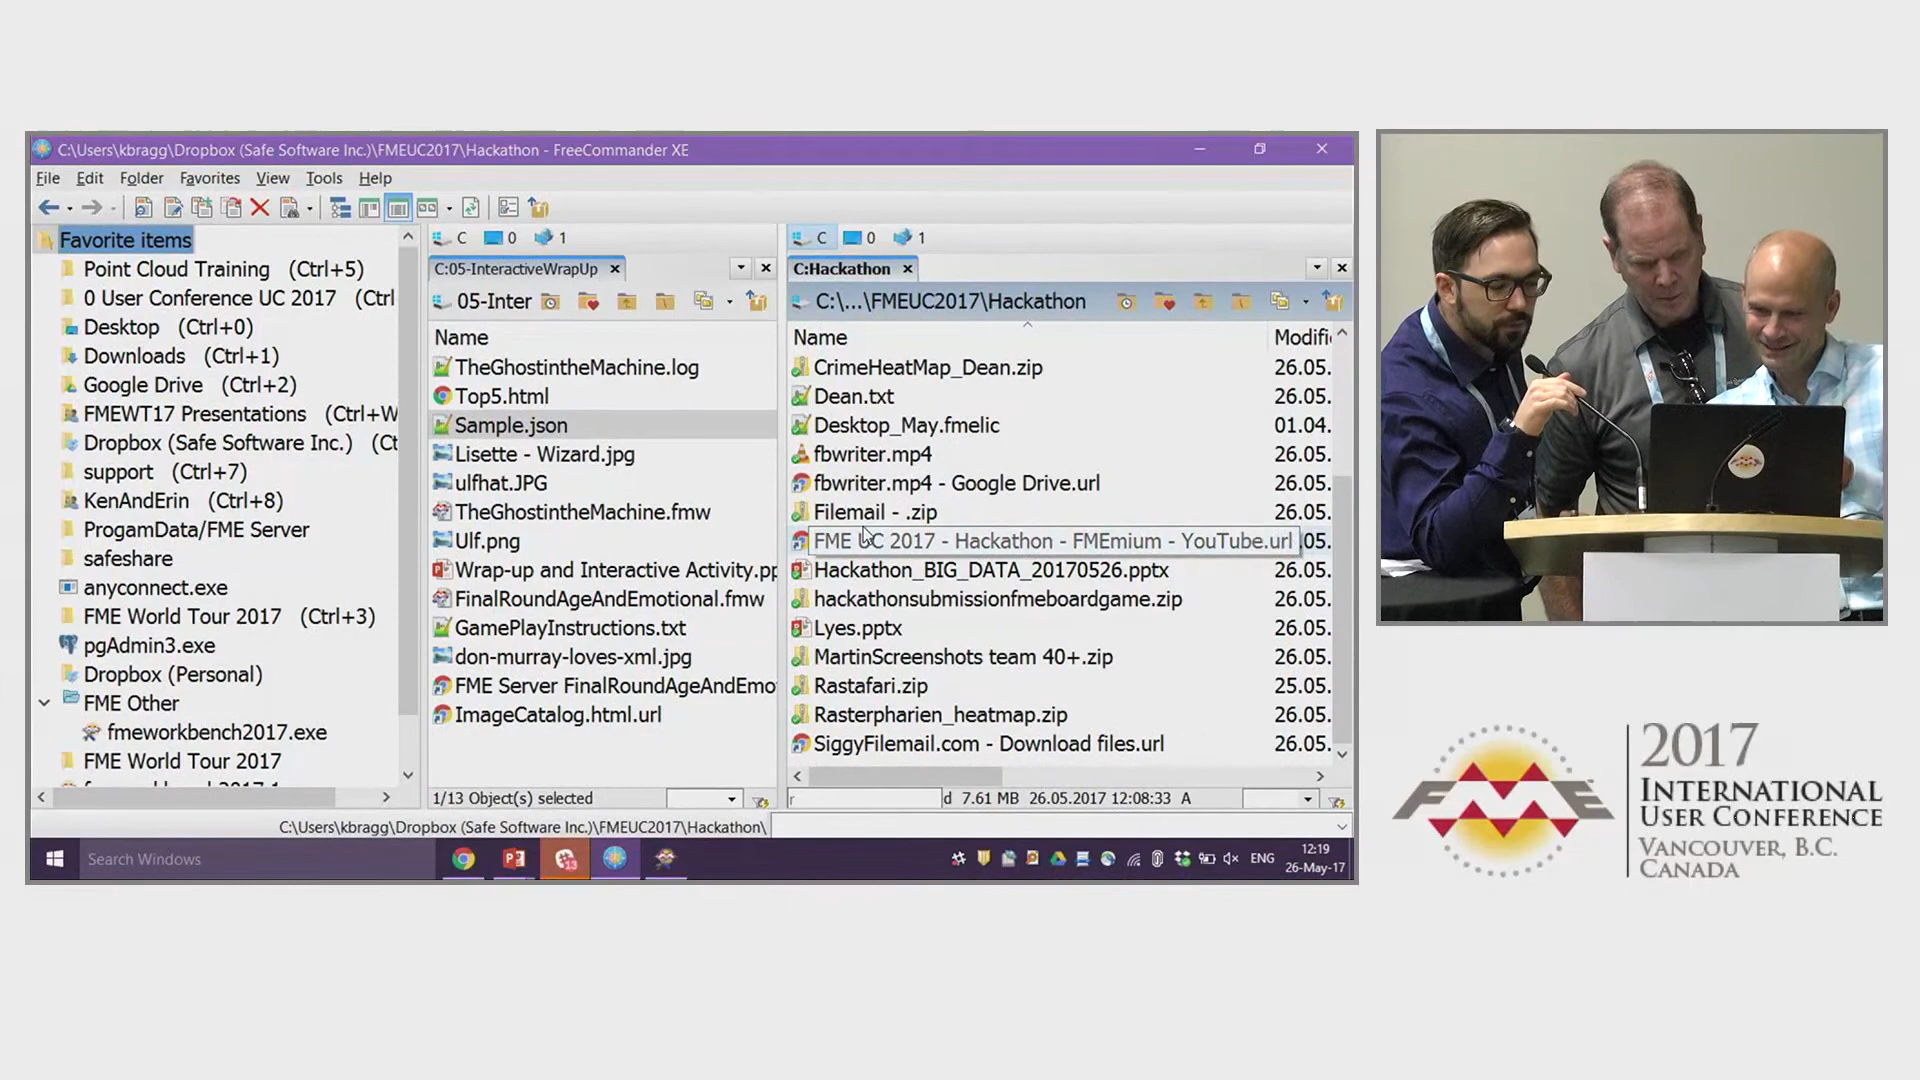 C:\Users\kbragg\Dropbox (Safe Software Inc.)\FMEUC2017\Hackathon - FreeCommander XE
File Edit Folder Favorites View Tools Help
Favorite items
Point Cloud Training (Ctrl+5)
0 User Conference UC 2017 (Ctrl
Desktop (Ctrl+0)
Downloads (Ctrl+1)
Google Drive (Ctrl+2)
FMEWT17 Presentations (Ctrl+W
Dropbox (Safe Software Inc.) (Ct
support (Ctrl+7)
KenAndErin (Ctrl+8)
ProgamData/FME Server
safeshare
anyconnect.exe
FME World Tour 2017 (Ctrl+3)
pgAdmin3.exe
Dropbox (Personal)
FME Other
fmeworkbench2017.exe
FME World Tour 2017
C 0 1
C:05-InteractiveWrapUp
05-Inter
Name
TheGhostintheMachine.log
Top5.html
Sample.json
Lisette - Wizard.jpg
ulfhat.JPG
TheGhostintheMachine.fmw
Ulf.png
Wrap-up and Interactive Activity.pp
FinalRoundAgeAndEmotional.fmw
GamePlayInstructions.txt
don-murray-loves-xml.jpg
FME Server FinalRoundAgeAndEmo
ImageCatalog.html.url
1/13 Object(s) selected
C 0 1
C:Hackathon
C:\...\FMEUC2017\Hackathon
Name Modifi
CrimeHeatMap_Dean.zip 26.05.
Dean.txt 26.05.
Desktop_May.fmelic 01.04.
fbwriter.mp4 26.05.
fbwriter.mp4 - Google Drive.url 26.05.
Filemail - .zip 26.05.
FME UC 2017 - Hackathon - FMEmium - YouTube.url .05.
Hackathon_BIG_DATA_20170526.pptx 26.05.
hackathonsubmissionfmeboardgame.zip 26.05.
Lyes.pptx 26.05.
MartinScreenshots team 40+.zip 26.05.
Rastafari.zip 25.05.
Rasterpharien_heatmap.zip 26.05.
SiggyFilemail.com - Download files.url 26.05.
d 7.61 MB 26.05.2017 12:08:33 A
C:\Users\kbragg\Dropbox (Safe Software Inc.)\FMEUC2017\Hackathon\
Search Windows
13
ENG
12:19
26-May-17
FME
2017
INTERNATIONAL
USER CONFERENCE
VANCOUVER, B.C.
CANADA